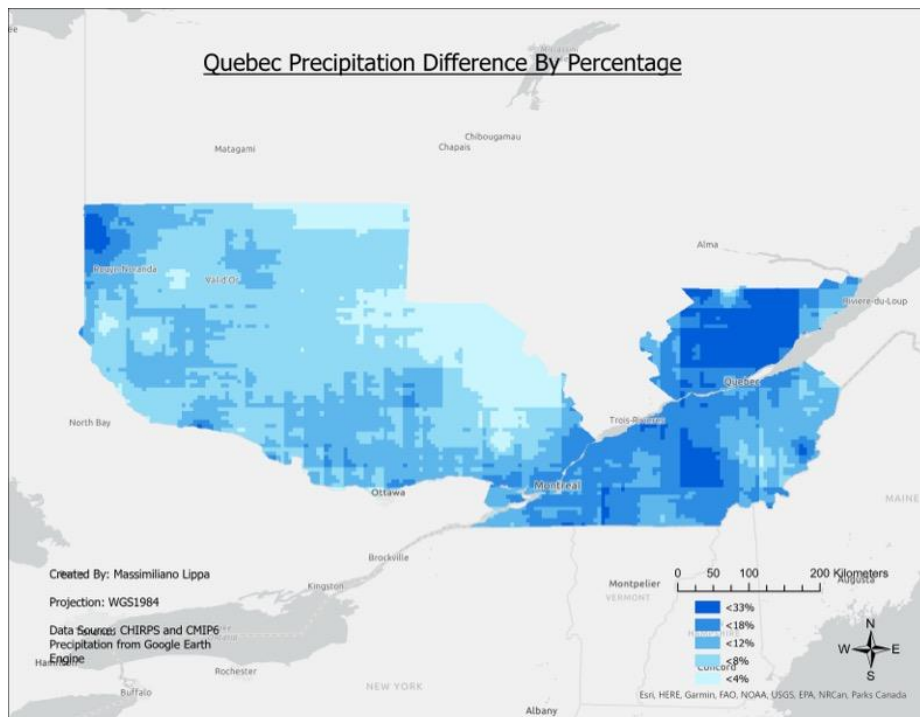 Quebec Precipitation Difference By Percentage
Chibougamau
Chapais
Matagami
Alma
Rouyn-Noranda
Val-d'Or
Rivière-du-Loup
Quebec
North Bay
Trois-Rivières
Montreal
Ottawa
MAINE
Brockville
Created By: Massimiliano Lippa
Kingston
0 50 100 200 Kilometers
Montpelier
Augusta
VERMONT
Projection: WGS1984
<33%
<18%
Data Source: CHIRPS and CMIP6
Precipitation from Google Earth
Engine
<12%
N
W E
S
<8%
Rochester
Concord
<4%
Buffalo
NEW YORK
Esri, HERE, Garmin, FAO, NOAA, USGS, EPA, NRCan, Parks Canada
Albany